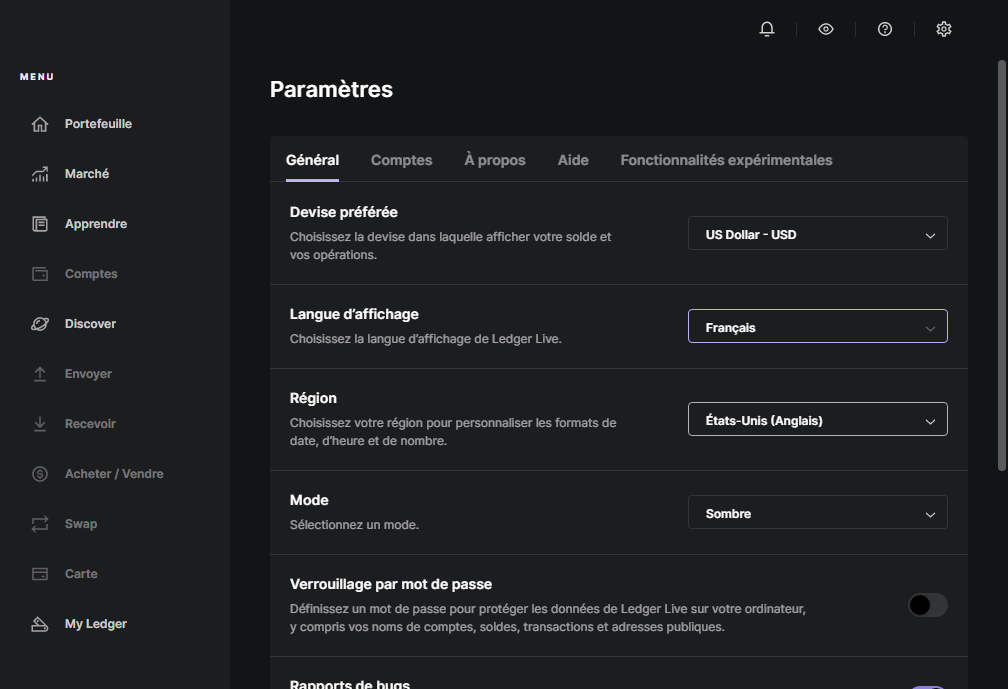 MENU
Portefeuille
Marché
Apprendre
Comptes
Discover
Envoyer
Recevoir
Acheter / Vendre
Swap
Carte
My Ledger
Paramètres
Général Comptes À propos Aide Fonctionnalités expérimentales
Devise préférée
Choisissez la devise dans laquelle afficher votre solde et
vos opérations.
US Dollar - USD
Langue d’affichage
Choisissez la langue d’affichage de Ledger Live.
Français
Région
Choisissez votre région pour personnaliser les formats de
date, d’heure et de nombre.
États-Unis (Anglais)
Mode
Sélectionnez un mode.
Sombre
Verrouillage par mot de passe
Définissez un mot de passe pour protéger les données de Ledger Live sur votre ordinateur,
y compris vos noms de comptes, soldes, transactions et adresses publiques.
Rapports de bugs